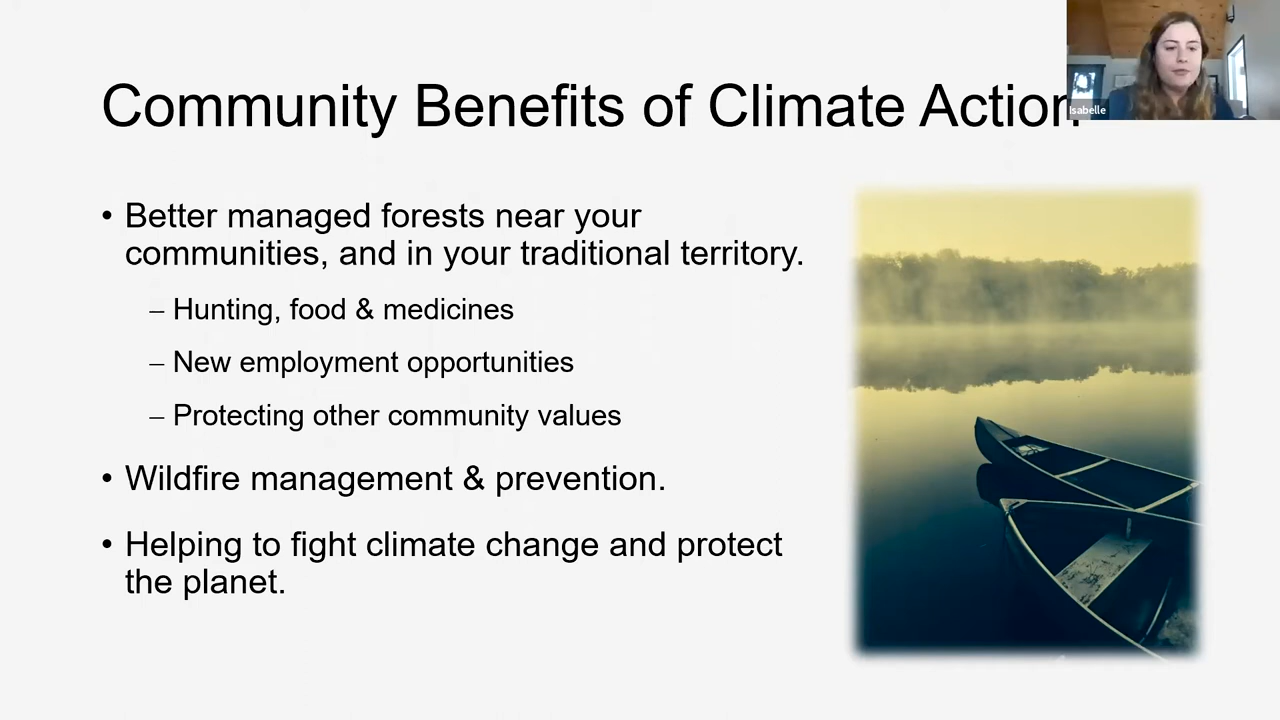 Community Benefits of Climate Action
Isabelle
• Better managed forests near your
communities, and in your traditional territory.
– Hunting, food & medicines
– New employment opportunities
– Protecting other community values
• Wildfire management & prevention.
• Helping to fight climate change and protect
the planet.